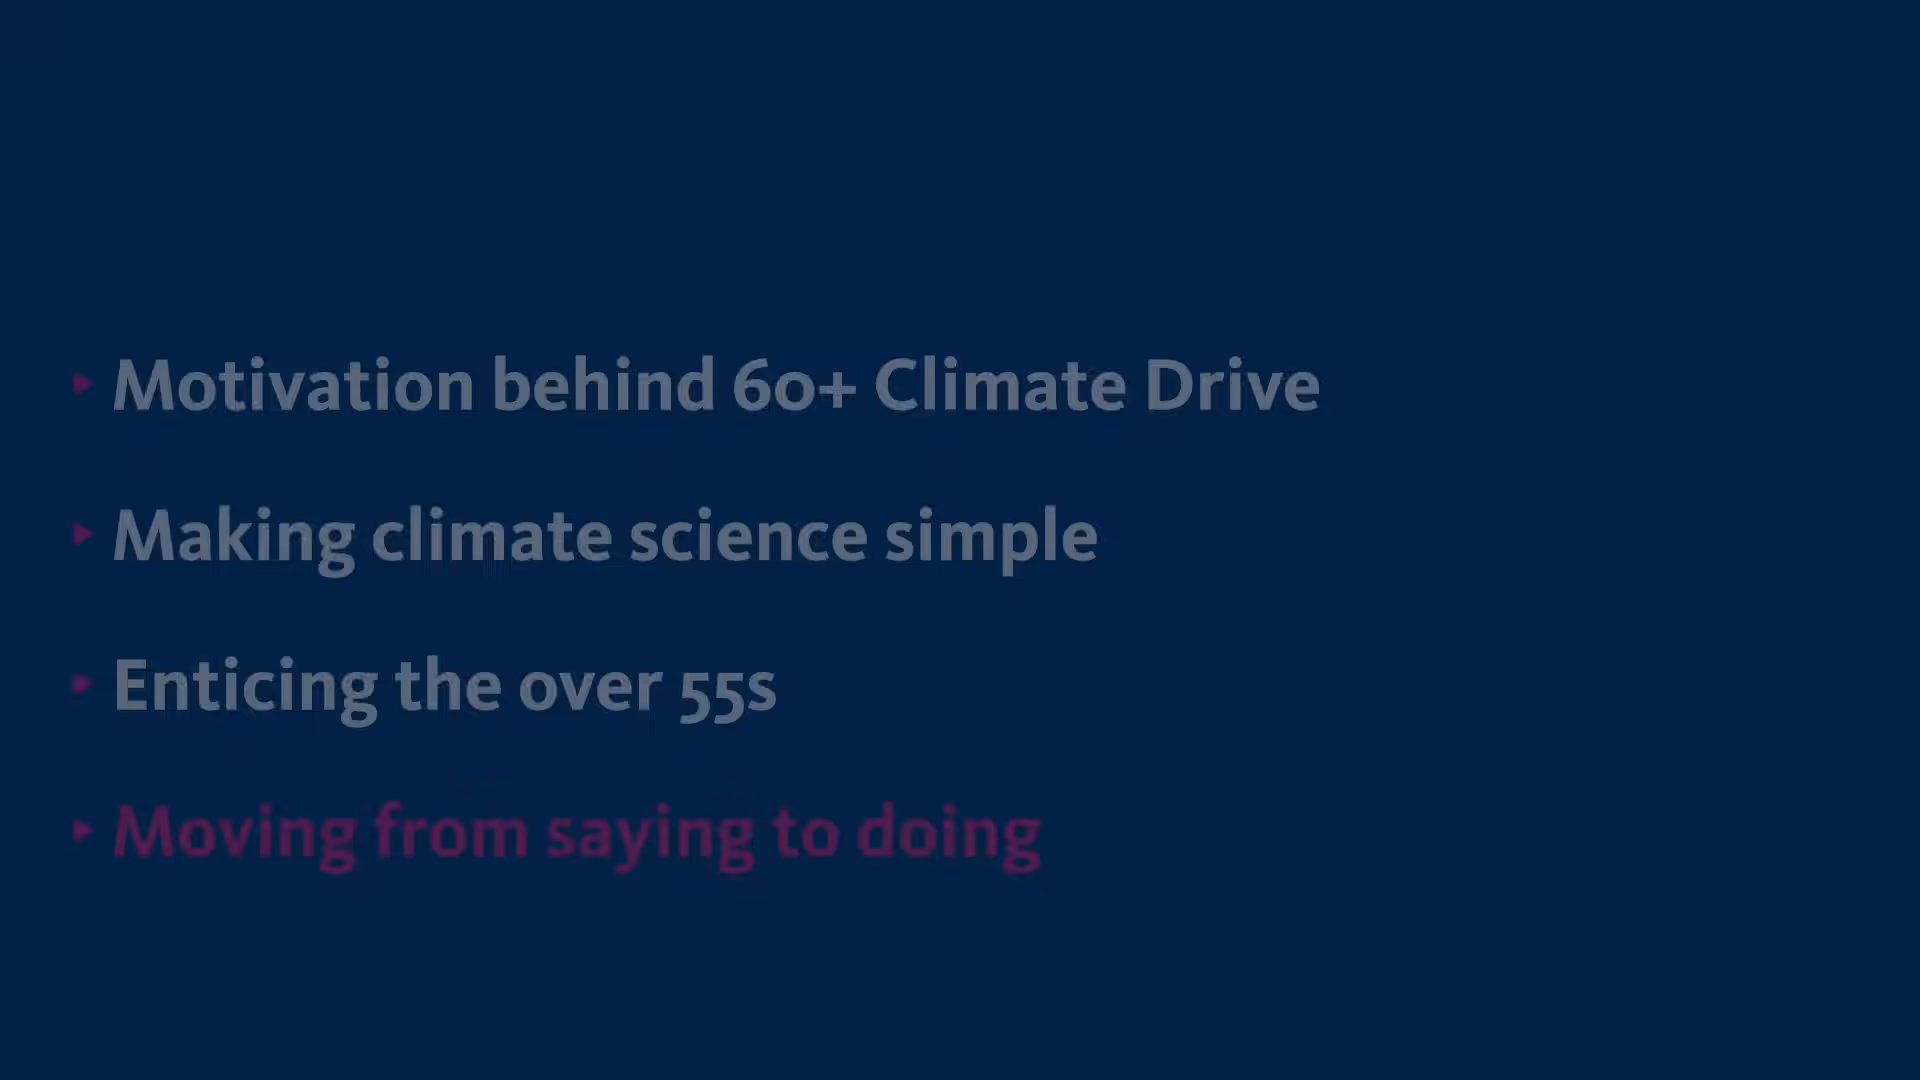 Motivation behind 60+ Climate Drive
Making climate science simple
Enticing the over 55s
Moving from saying to doing